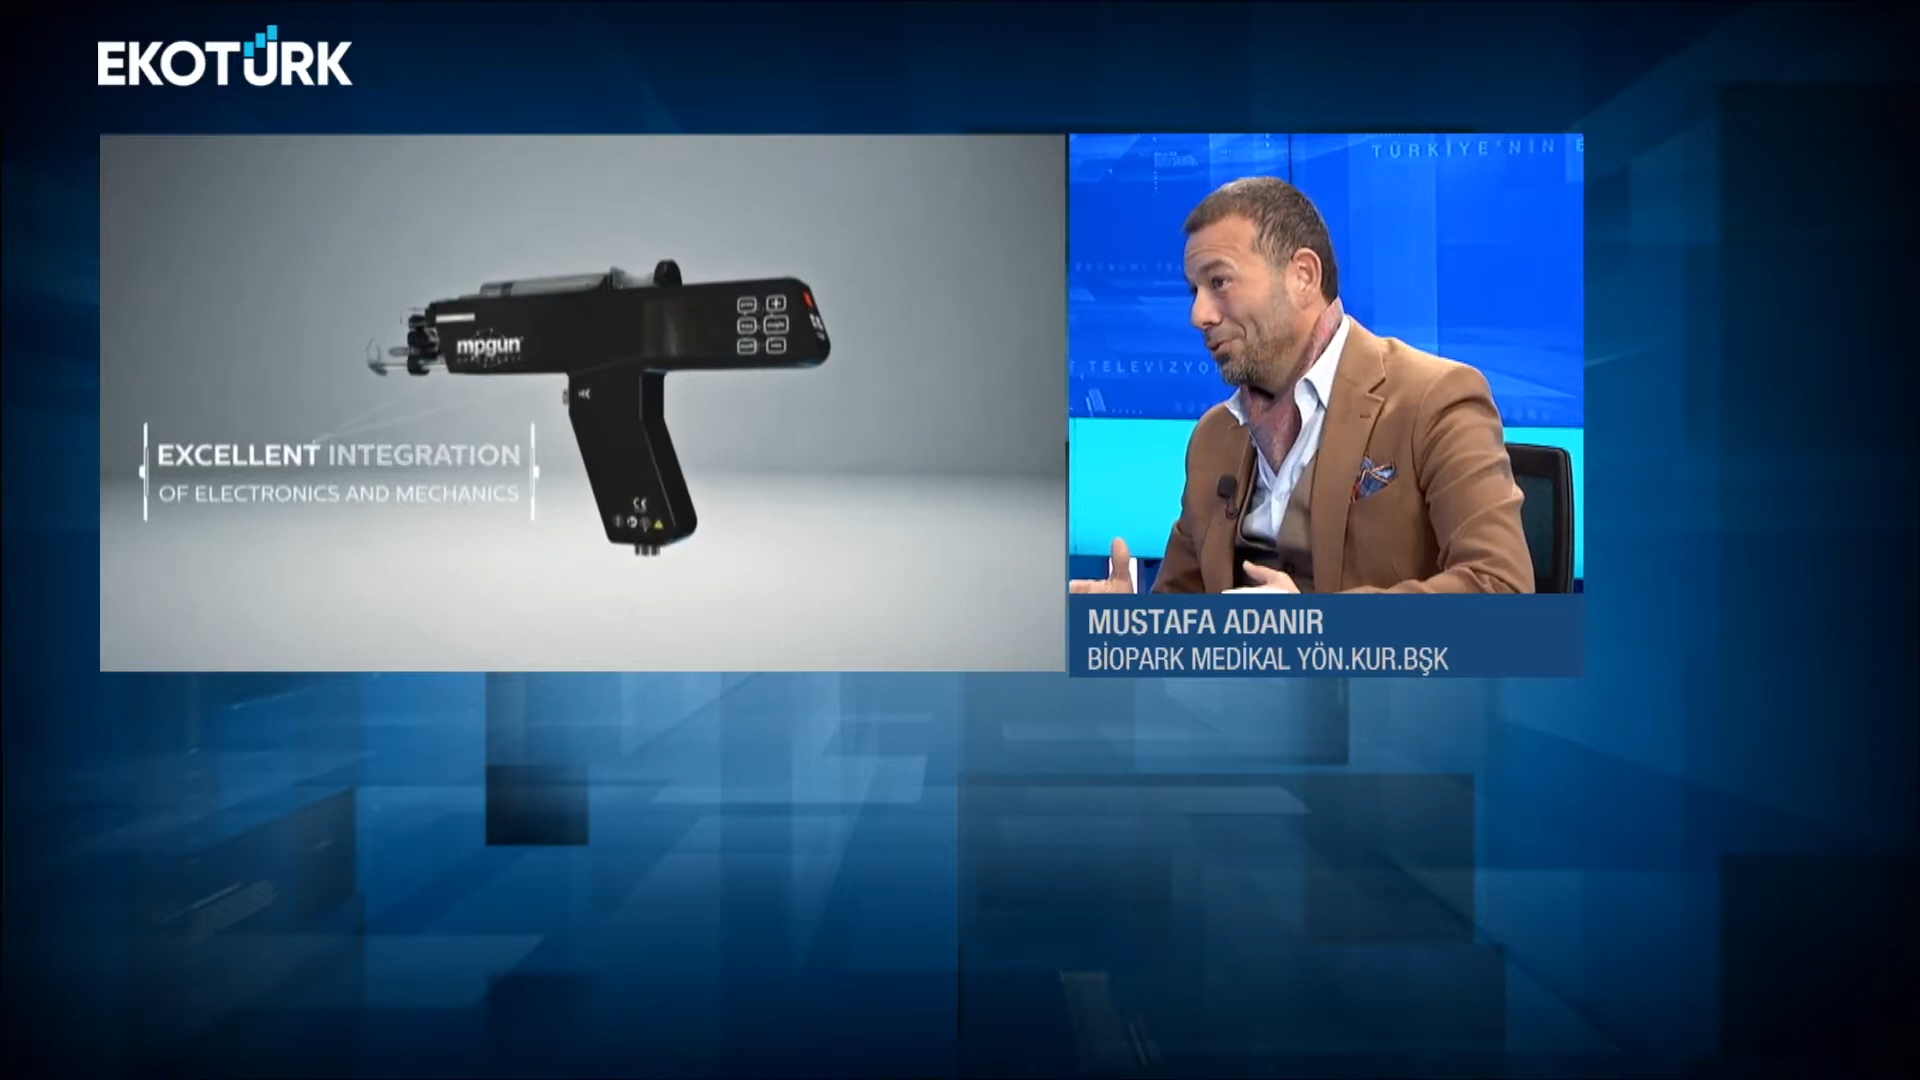 EKOTÜRK
TÜRKİYE'NİN E
mpgun
EXCELLENT INTEGRATION
OF ELECTRONICS AND MECHANICS
CE
TELEVİZYO
MUSTAFA ADANIR
BİOPARK MEDİKAL YÖN.KUR.BŞK